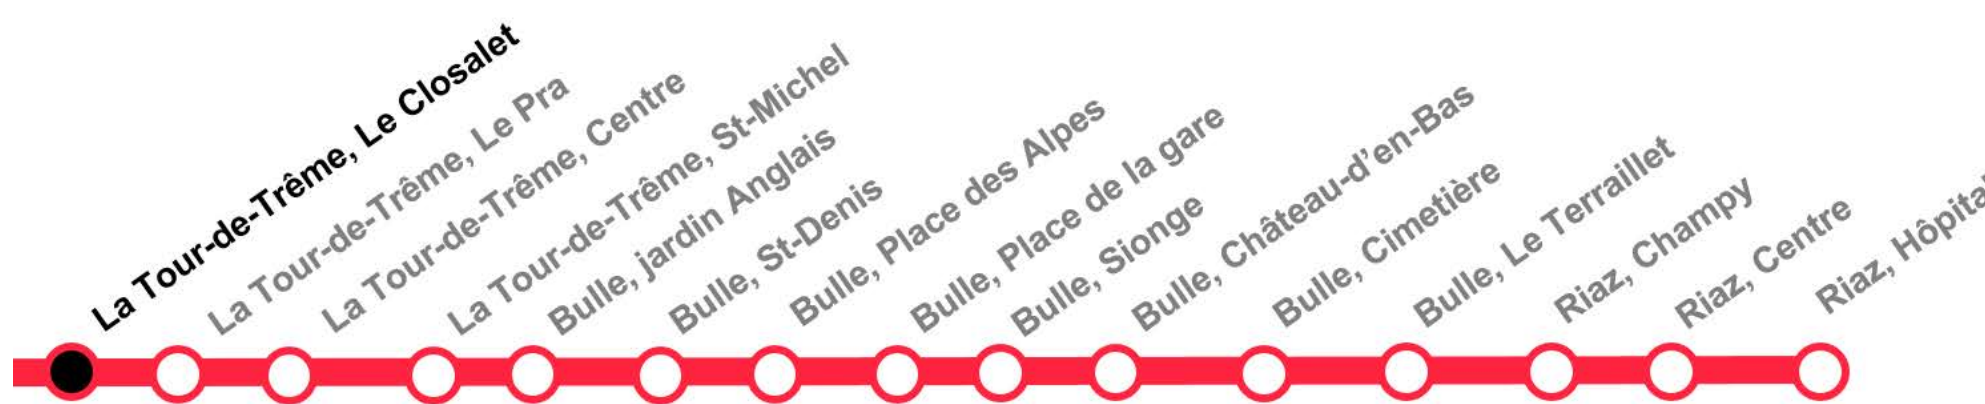 La Tour-de-Trême, Le Closalet
La Tour-de-Trême, Le Pra
La Tour-de-Trême, Centre
La Tour-de-Trême, St-Michel
Bulle, jardin Anglais
Bulle, St-Denis
Bulle, Place des Alpes
Bulle, Place de la gare
Bulle, Sionge
Bulle, Château-d’en-Bas
Bulle, Cimetière
Bulle, Le Terraillet
Riaz, Champy
Riaz, Centre
Riaz, Hôpital